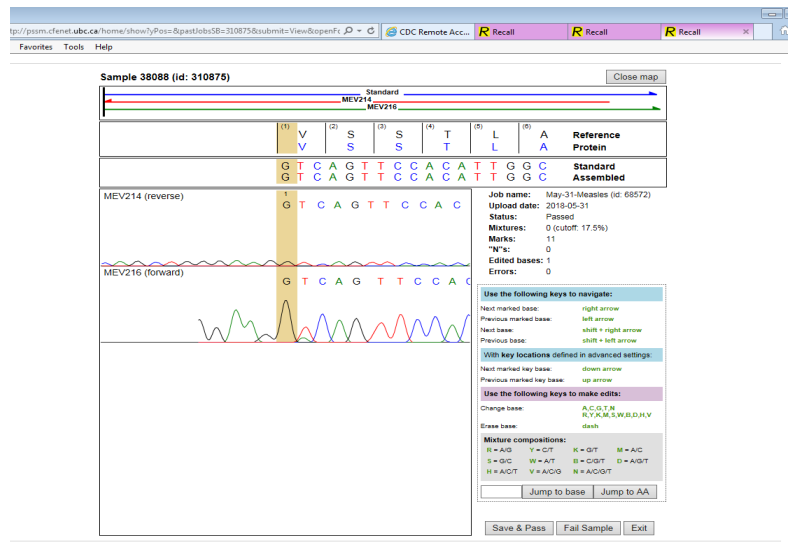 tp://pssm.cfenet.ubc.ca/home/show?yPos=&pastJobsSB=310875&submit=View&openFr
CDC Remote Acc...
Recall
Recall
Recall
×
Favorites Tools Help
Sample 38088 (id: 310875)
Close map
Standard
MEV214
MEV216
(1) (2) (3) (4) (5) (6)
V S S T L A Reference
V S S T L A Protein
G T C A G T T C C A C A T T G G C Standard
G T C A G T T C C A C A T T G G C Assembled
MEV214 (reverse)
1
G T C A G T T C C A C
MEV216 (forward)
G T C A G T T C C A C
Job name: May-31-Measles (id: 68572)
Upload date: 2018-05-31
Status: Passed
Mixtures: 0 (cutoff: 17.5%)
Marks: 11
"N"s: 0
Edited bases: 1
Errors: 0
Use the following keys to navigate:
Next marked base: right arrow
Previous marked base: left arrow
Next base: shift + right arrow
Previous base: shift + left arrow
With key locations defined in advanced settings:
Next marked key base: down arrow
Previous marked key base: up arrow
Use the following keys to make edits:
Change base: A,C,G,T,N
R,Y,K,M,S,W,B,D,H,V
Erase base: dash
Mixture compositions:
R = A/G Y = C/T K = G/T M = A/C
S = G/C W = A/T B = C/G/T D = A/G/T
H = A/C/T V = A/C/G N = A/C/G/T
Jump to base
Jump to AA
Save & Pass
Fail Sample
Exit